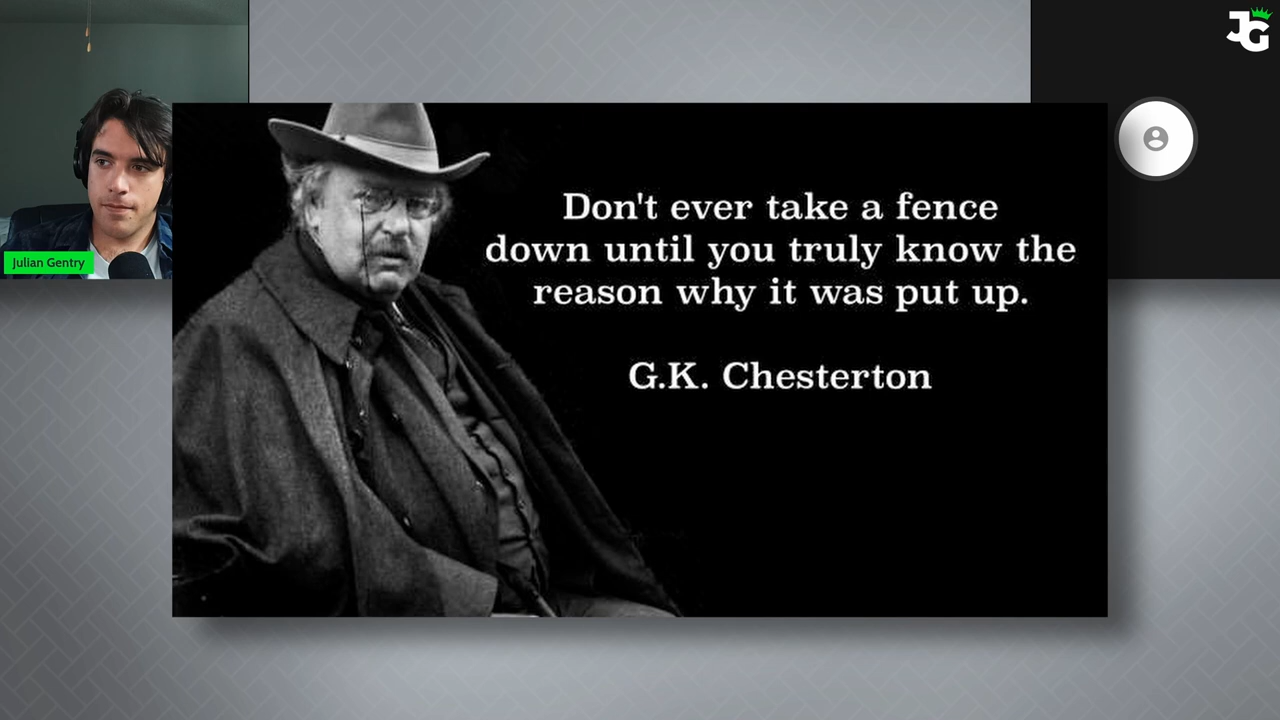 JG
Julian Gentry
Don't ever take a fence
down until you truly know the
reason why it was put up.
G.K. Chesterton